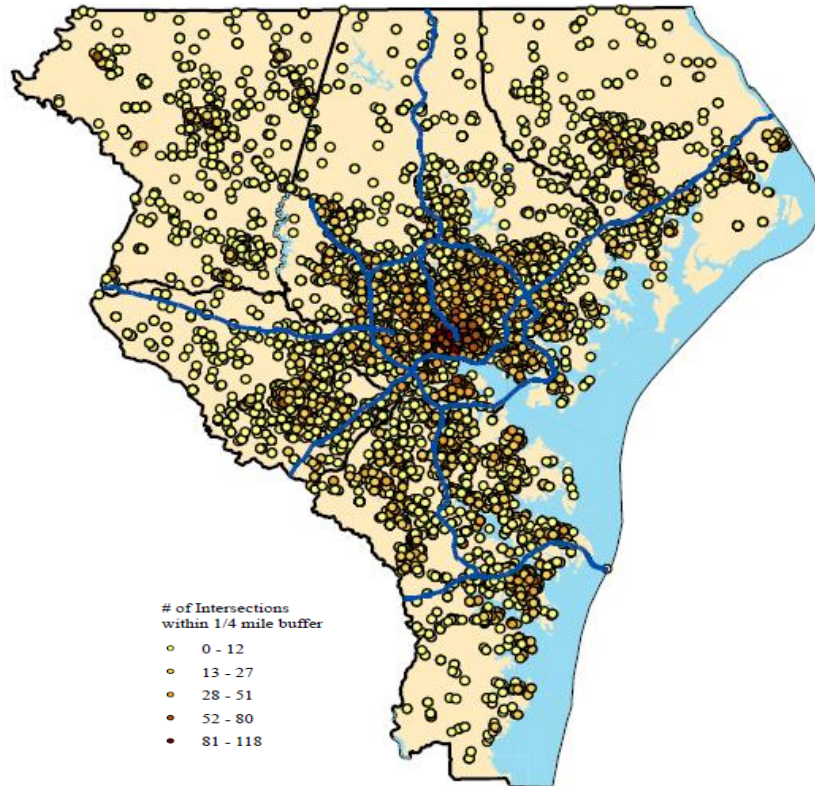 # of Intersections
within 1/4 mile buffer
0 - 12
13 - 27
28 - 51
52 - 80
81 - 118